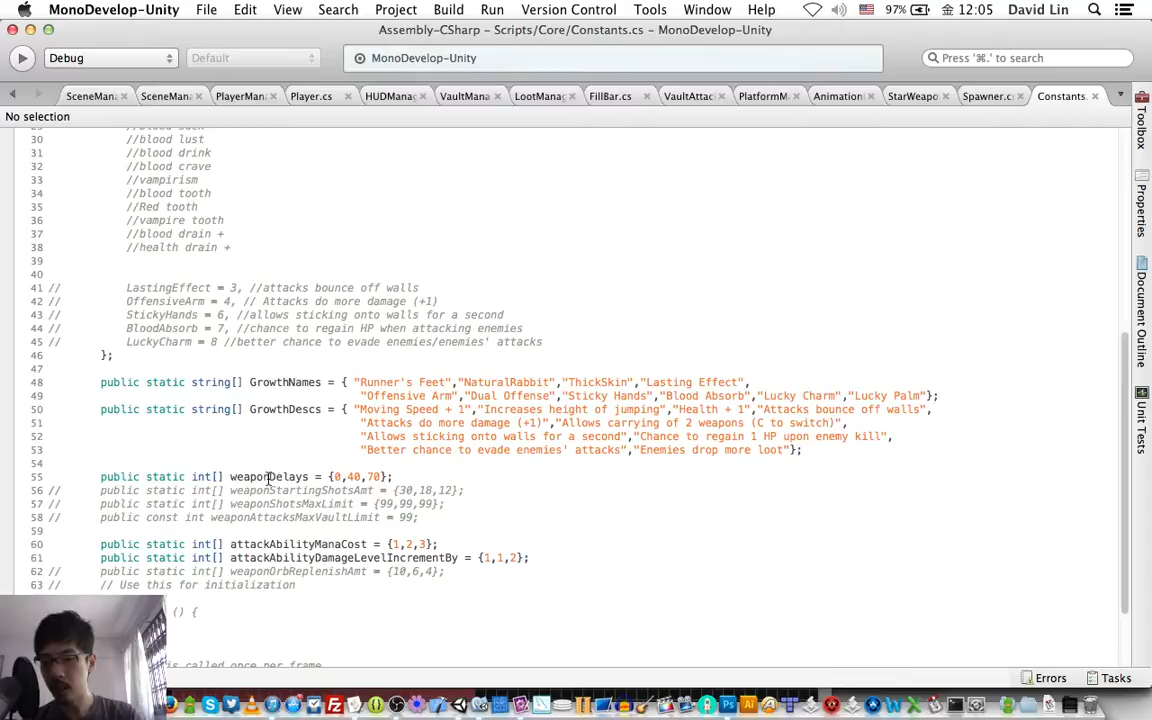 MonoDevelop-Unity File Edit View Search Project Build Run Version Control Tools Window Help 97% 12:05 David Lin
Assembly-CSharp - Scripts/Core/Constants.cs - MonoDevelop-Unity
Debug Default MonoDevelop-Unity Press '⌘.' to search
SceneMan SceneMan PlayerMan Player.cs HUDManag VaultMana LootManag FillBar.cs VaultAttac PlatformM Animation StarWeapo Spawner.cs Constants.
No selection
30 //blood lust
31 //blood drink
32 //blood crave
33 //vampirism
34 //blood tooth
35 //Red tooth
36 //vampire tooth
37 //blood drain +
38 //health drain +
39
40
41 // LastingEffect = 3, //attacks bounce off walls
42 // OffensiveArm = 4, // Attacks do more damage (+1)
43 // StickyHands = 6, //allows sticking onto walls for a second
44 // BloodAbsorb = 7, //chance to regain HP when attacking enemies
45 // LuckyCharm = 8 //better chance to evade enemies/enemies' attacks
46 };
47
48 public static string[] GrowthNames = { "Runner's Feet","NaturalRabbit","ThickSkin","Lasting Effect",
49 "Offensive Arm","Dual Offense","Sticky Hands","Blood Absorb","Lucky Charm","Lucky Palm"};
50 public static string[] GrowthDescs = { "Moving Speed + 1","Increases height of jumping","Health + 1","Attacks bounce off walls",
51 "Attacks do more damage (+1)","Allows carrying of 2 weapons (C to switch)",
52 "Allows sticking onto walls for a second","Chance to regain 1 HP upon enemy kill",
53 "Better chance to evade enemies' attacks","Enemies drop more loot"};
54
55 public static int[] weaponDelays = {0,40,70};
56 // public static int[] weaponStartingShotsAmt = {30,18,12};
57 // public static int[] weaponShotsMaxLimit = {99,99,99};
58 // public const int weaponAttacksMaxVaultLimit = 99;
59
60 public static int[] attackAbilityManaCost = {1,2,3};
61 public static int[] attackAbilityDamageLevelIncrementBy = {1,1,2};
62 // public static int[] weaponOrbReplenishAmt = {10,6,4};
63 // // Use this for initialization
() {
is called once per frame
Errors Tasks
Toolbox
Properties
Document Outline
Unit Tests